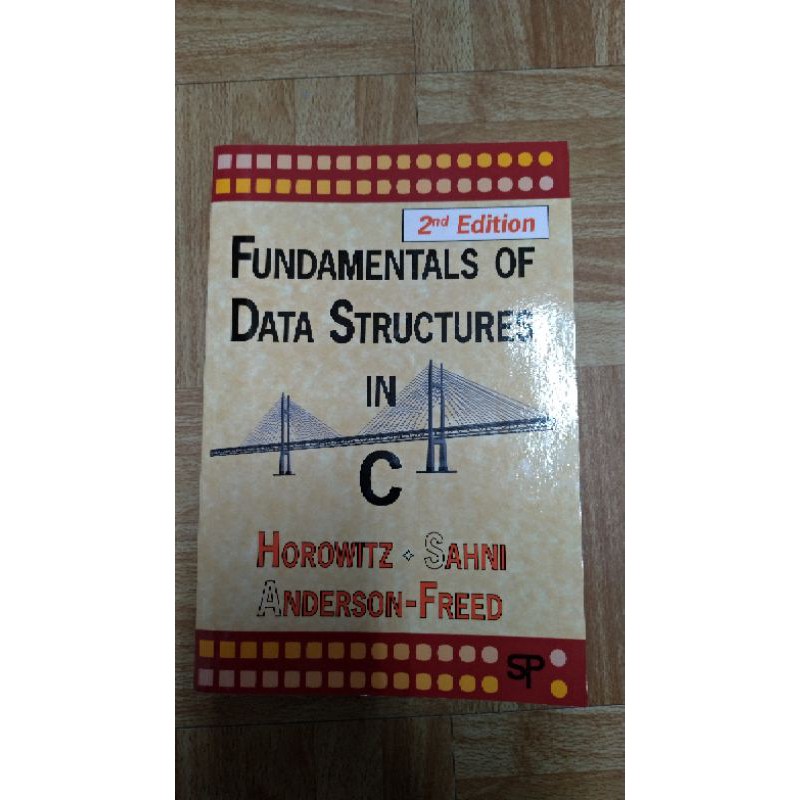 2nd Edition
FUNDAMENTALS OF
DATA STRUCTURES
IN
C
HOROWITZ ✧ SAHNI
ANDERSON-FREED
SP